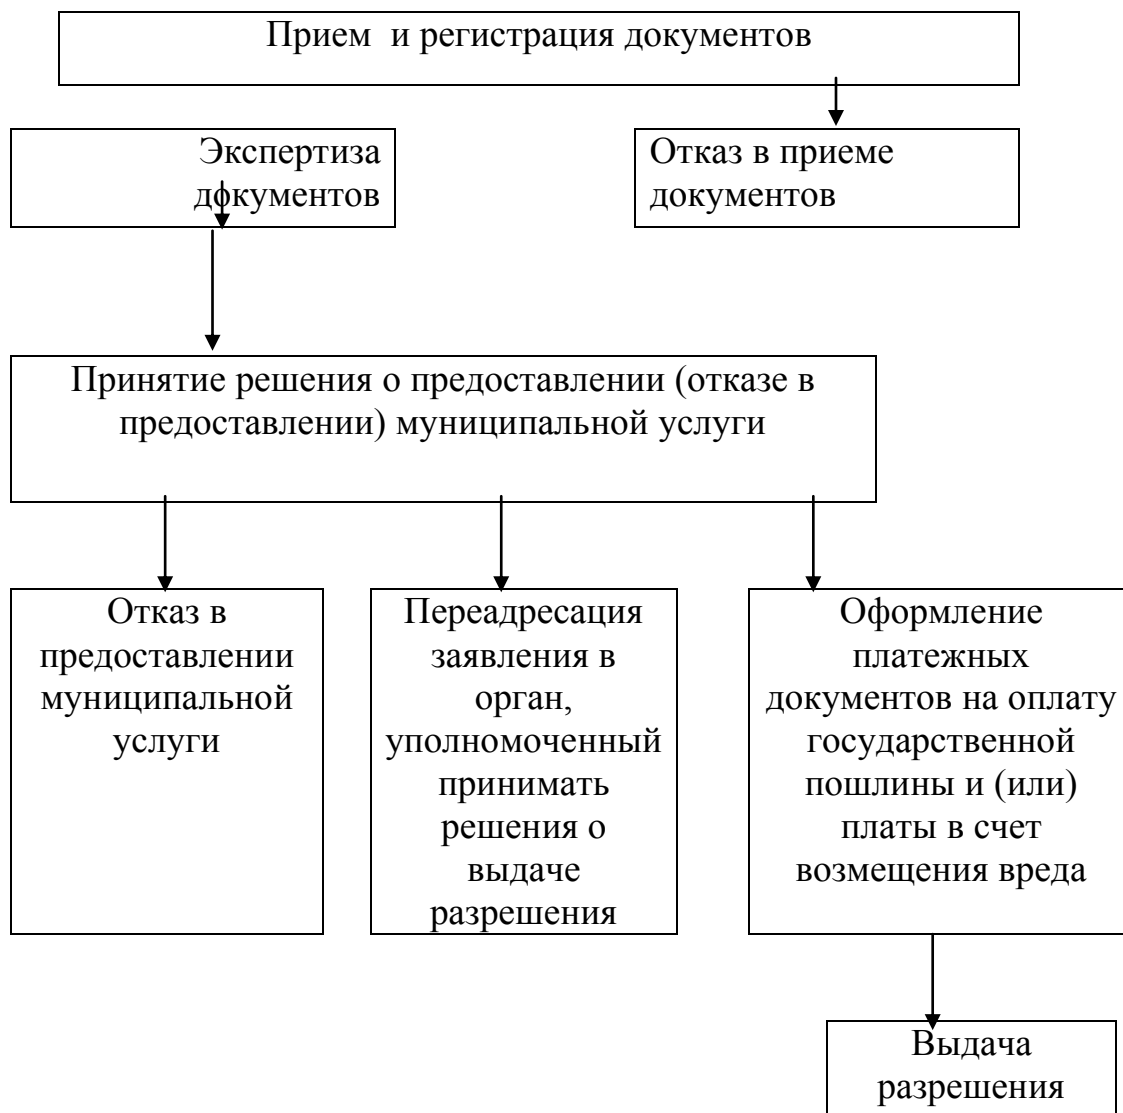 Прием  и регистрация документов
Экспертиза
документов
Отказ в приеме
документов
Принятие решения о предоставлении (отказе в
предоставлении) муниципальной услуги
Отказ в
предоставлении
муниципальной
услуги
Переадресация
заявления в
орган,
уполномоченный
принимать
решения о
выдаче
разрешения
Оформление
платежных
документов на оплату
государственной
пошлины и (или)
платы в счет
возмещения вреда
Выдача
разрешения